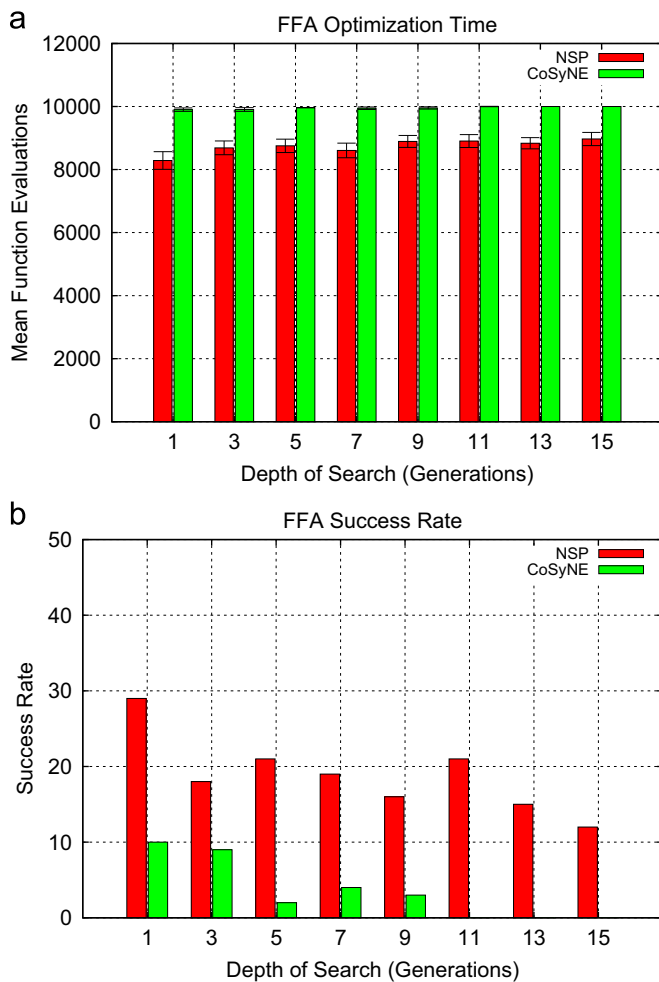 a
FFA Optimization Time
NSP
CoSyNE
12000
10000
8000
6000
4000
2000
0
Mean Function Evaluations
1 3 5 7 9 11 13 15
Depth of Search (Generations)
b
FFA Success Rate
NSP
CoSyNE
50
40
30
20
10
0
Success Rate
1 3 5 7 9 11 13 15
Depth of Search (Generations)